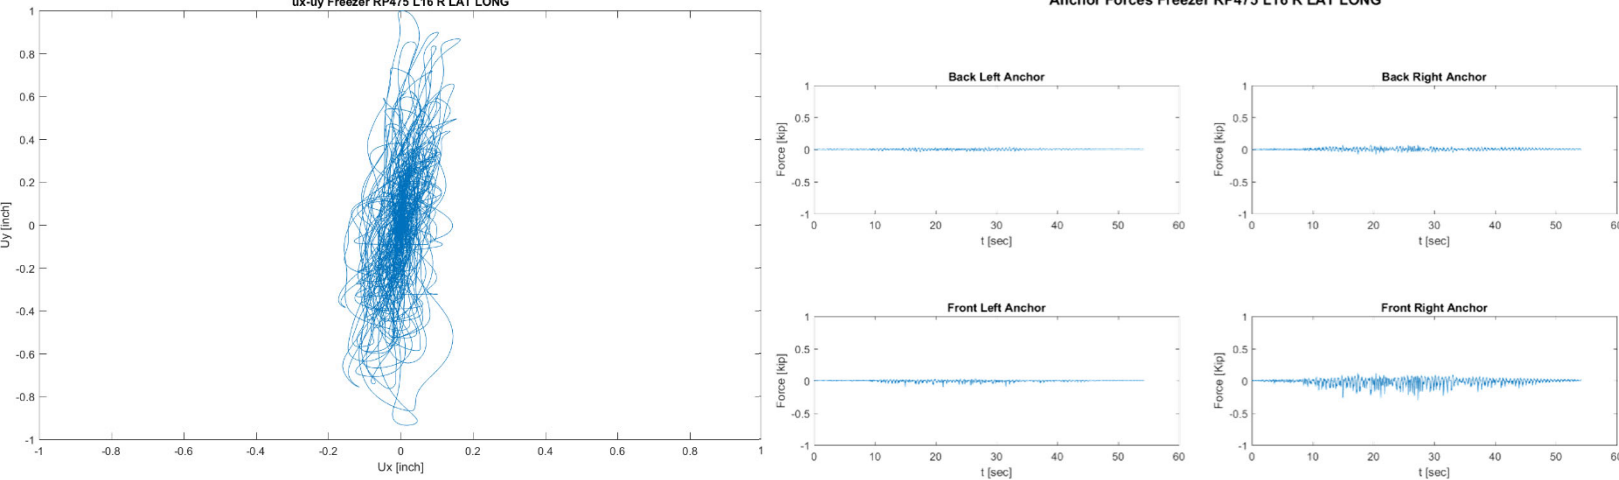 ux-uy Freezer RP475 L16 R LAT LONG
1
0.8
0.6
0.4
0.2
0
-0.2
-0.4
-0.6
-0.8
-1
Uy [inch]
-1 -0.8 -0.6 -0.4 -0.2 0 0.2 0.4 0.6 0.8 1
Ux [inch]
Anchor Forces Freezer RP475 L16 R LAT LONG
Back Left Anchor
1
0.5
0
-0.5
-1
Force [kip]
0 10 20 30 40 50 60
t [sec]
Back Right Anchor
1
0.5
0
-0.5
-1
Force [kip]
0 10 20 30 40 50 60
t [sec]
Front Left Anchor
1
0.5
0
-0.5
-1
Force [kip]
0 10 20 30 40 50 60
t [sec]
Front Right Anchor
1
0.5
0
-0.5
-1
Force [Kip]
0 10 20 30 40 50 60
t [sec]